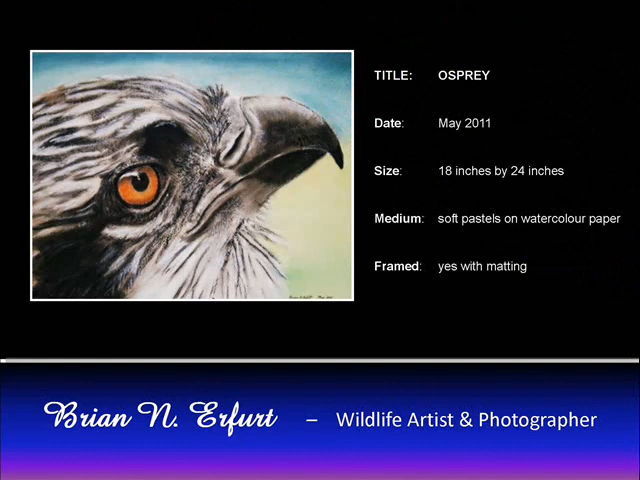 TITLE: OSPREY
Date: May 2011
Size: 18 inches by 24 inches
Medium: soft pastels on watercolour paper
Framed: yes with matting
Brian N. Erfurt – Wildlife Artist & Photographer